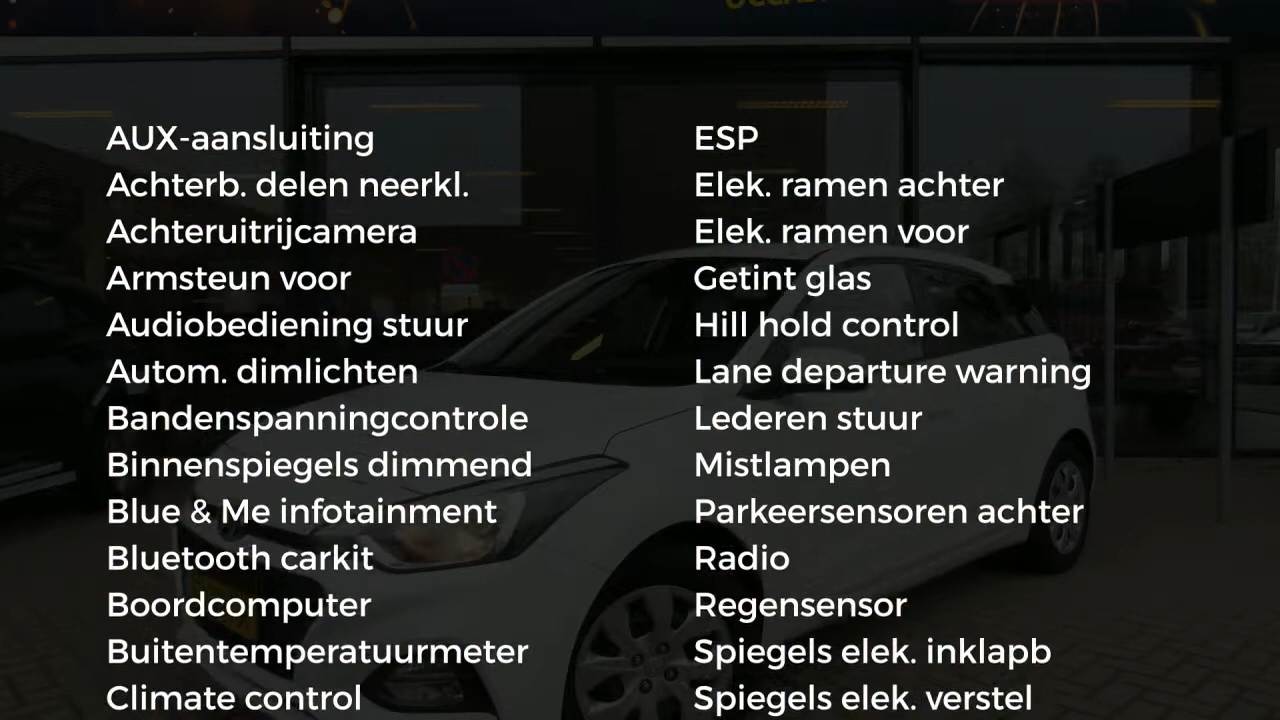 AUX-aansluiting
Achterb. delen neerkl.
Achteruitrijcamera
Armsteun voor
Audiobediening stuur
Autom. dimlichten
Bandenspanningcontrole
Binnenspiegels dimmend
Blue & Me infotainment
Bluetooth carkit
Boordcomputer
Buitentemperatuurmeter
Climate control
ESP
Elek. ramen achter
Elek. ramen voor
Getint glas
Hill hold control
Lane departure warning
Lederen stuur
Mistlampen
Parkeersensoren achter
Radio
Regensensor
Spiegels elek. inklapb
Spiegels elek. verstel